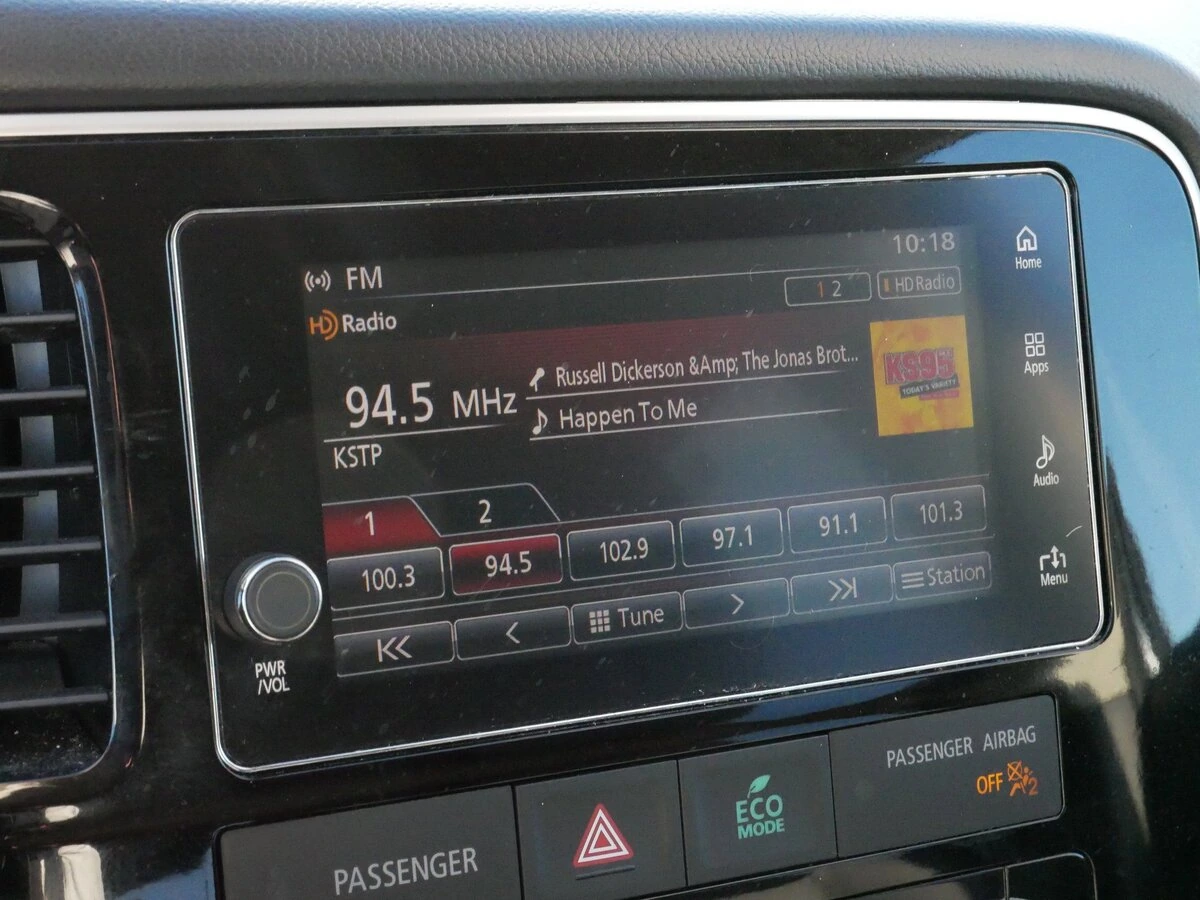 10:18
FM
1 2
HD Radio
HD Radio
Home
94.5 MHz
Russell Dickerson &Amp; The Jonas Brot...
Happen To Me
KSTP
KS95
TODAY'S VARIETY
Apps
Audio
1
2
100.3
94.5
102.9
97.1
91.1
101.3
Tune
Station
Menu
PWR
/VOL
PASSENGER
ECO
MODE
PASSENGER AIRBAG
OFF
2